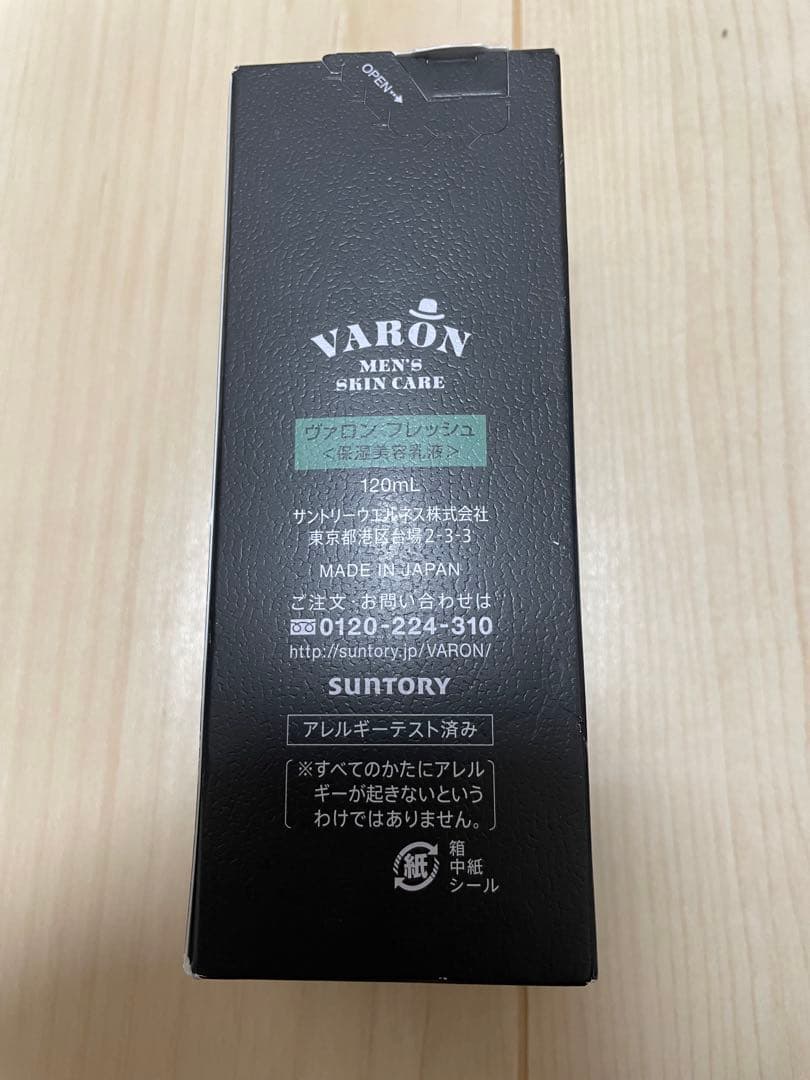 OPEN
VARON
MEN'S
SKIN CARE
ヴァロン フレッシュ
<保湿美容乳液>
120mL
サントリーウエルネス株式会社
東京都港区台場2-3-3
MADE IN JAPAN
ご注文・お問い合わせは
0120-224-310
http://suntory.jp/VARON/
SUNTORY
アレルギーテスト済み
※すべてのかたにアレル
ギーが起きないという
わけではありません。
紙
箱
中紙
シール